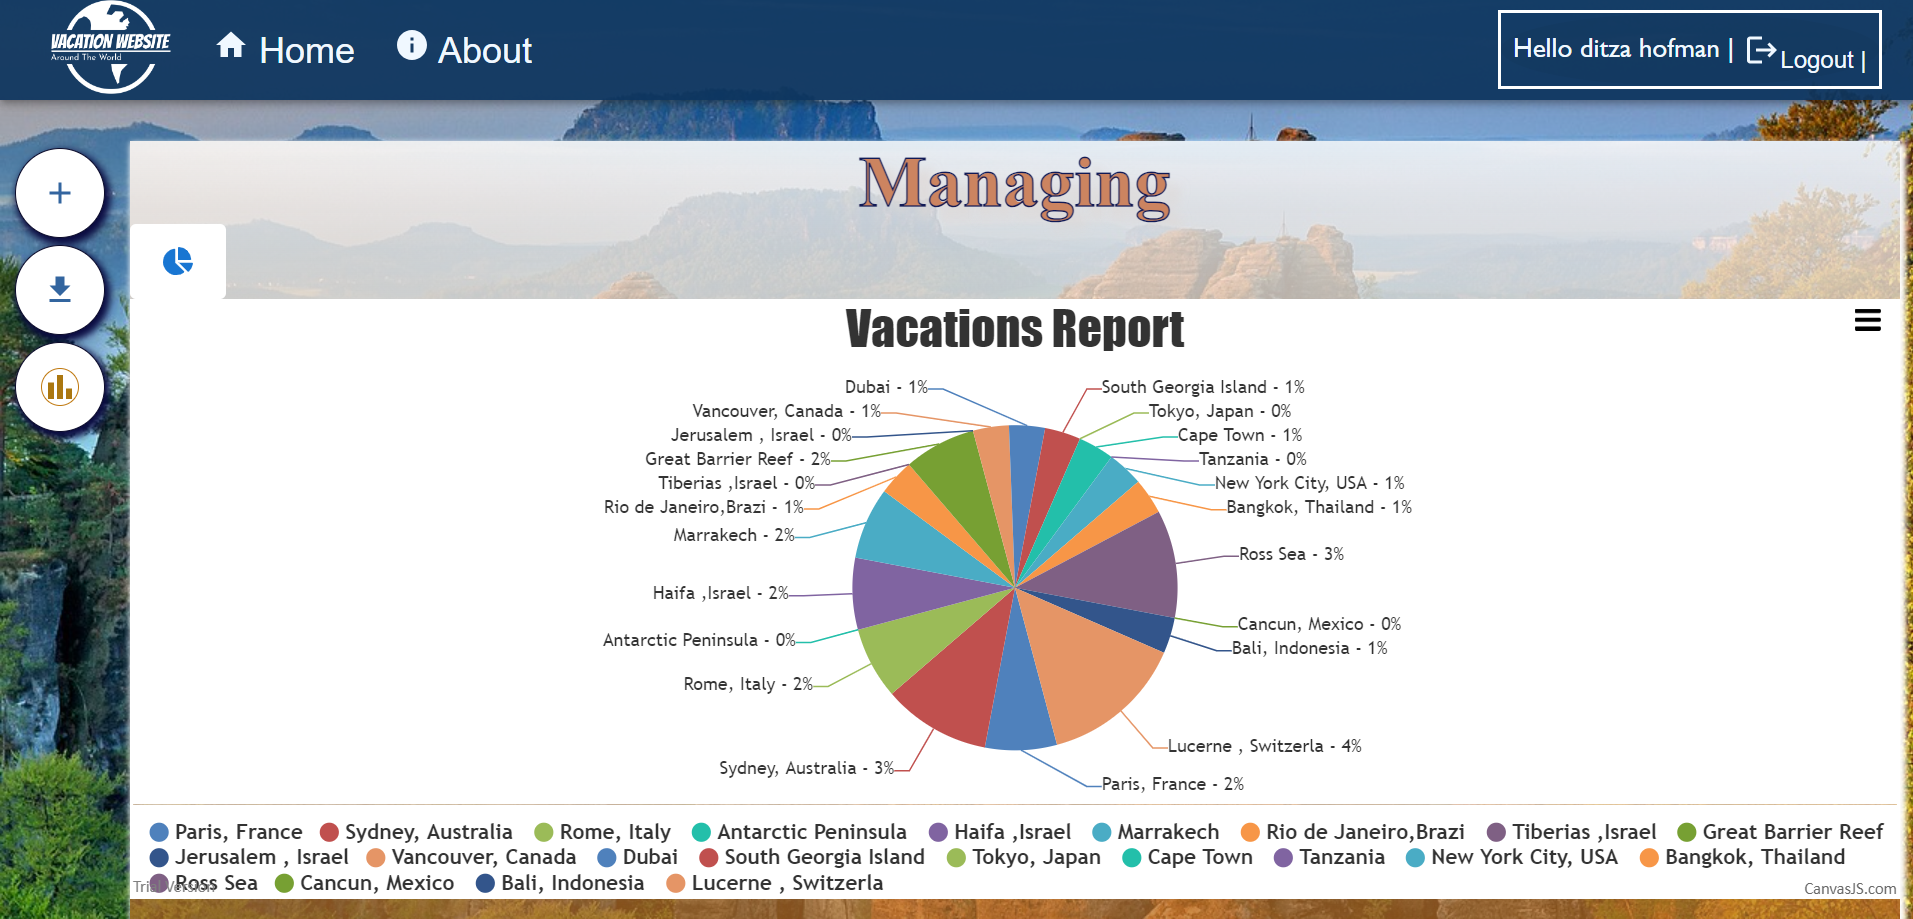 VACATION WEBSITE
Around The World
Home
About
Hello ditza hofman |
Logout |
Managing
Vacations Report
Dubai - 1%
South Georgia Island - 1%
Vancouver, Canada - 1%
Tokyo, Japan - 0%
Jerusalem , Israel - 0%
Cape Town - 1%
Great Barrier Reef - 2%
Tanzania - 0%
Tiberias ,Israel - 0%
New York City, USA - 1%
Rio de Janeiro,Brazi - 1%
Bangkok, Thailand - 1%
Marrakech - 2%
Ross Sea - 3%
Haifa ,Israel - 2%
Cancun, Mexico - 0%
Antarctic Peninsula - 0%
Bali, Indonesia - 1%
Rome, Italy - 2%
Lucerne , Switzerla - 4%
Sydney, Australia - 3%
Paris, France - 2%
Paris, France Sydney, Australia Rome, Italy Antarctic Peninsula Haifa ,Israel Marrakech Rio de Janeiro,Brazi Tiberias ,Israel Great Barrier Reef
Jerusalem , Israel Vancouver, Canada Dubai South Georgia Island Tokyo, Japan Cape Town Tanzania New York City, USA Bangkok, Thailand
Ross Sea Cancun, Mexico Bali, Indonesia Lucerne , Switzerla
Trial Version
CanvasJS.com